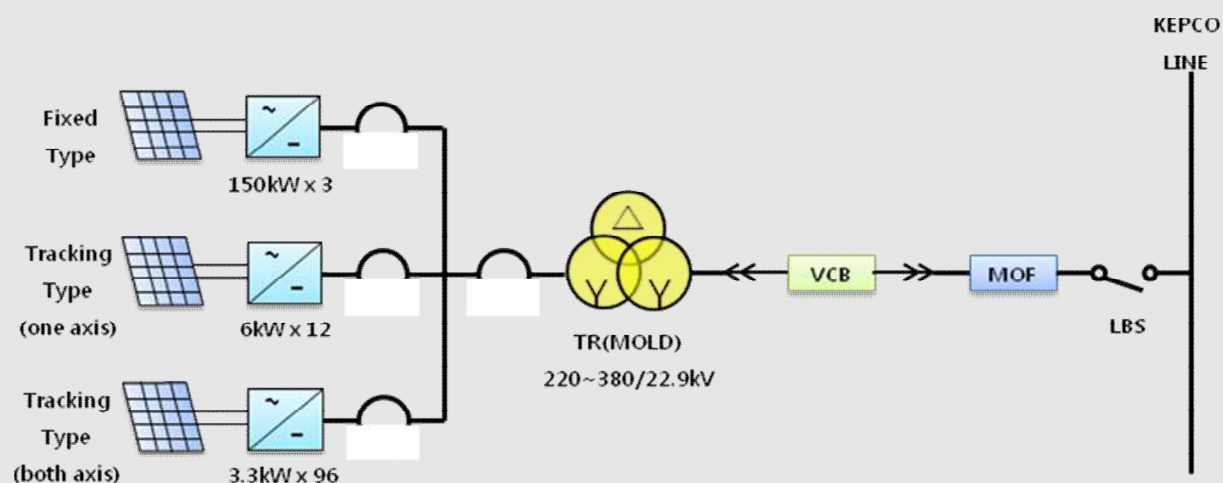 KEPCO
LINE
Fixed
Type
150kW x 3
Tracking
Type
(one axis)
6kW x 12
Tracking
Type
(both axis)
3.3kW x 96
△
Y Y
TR(MOLD)
220~380/22.9kV
VCB
MOF
LBS